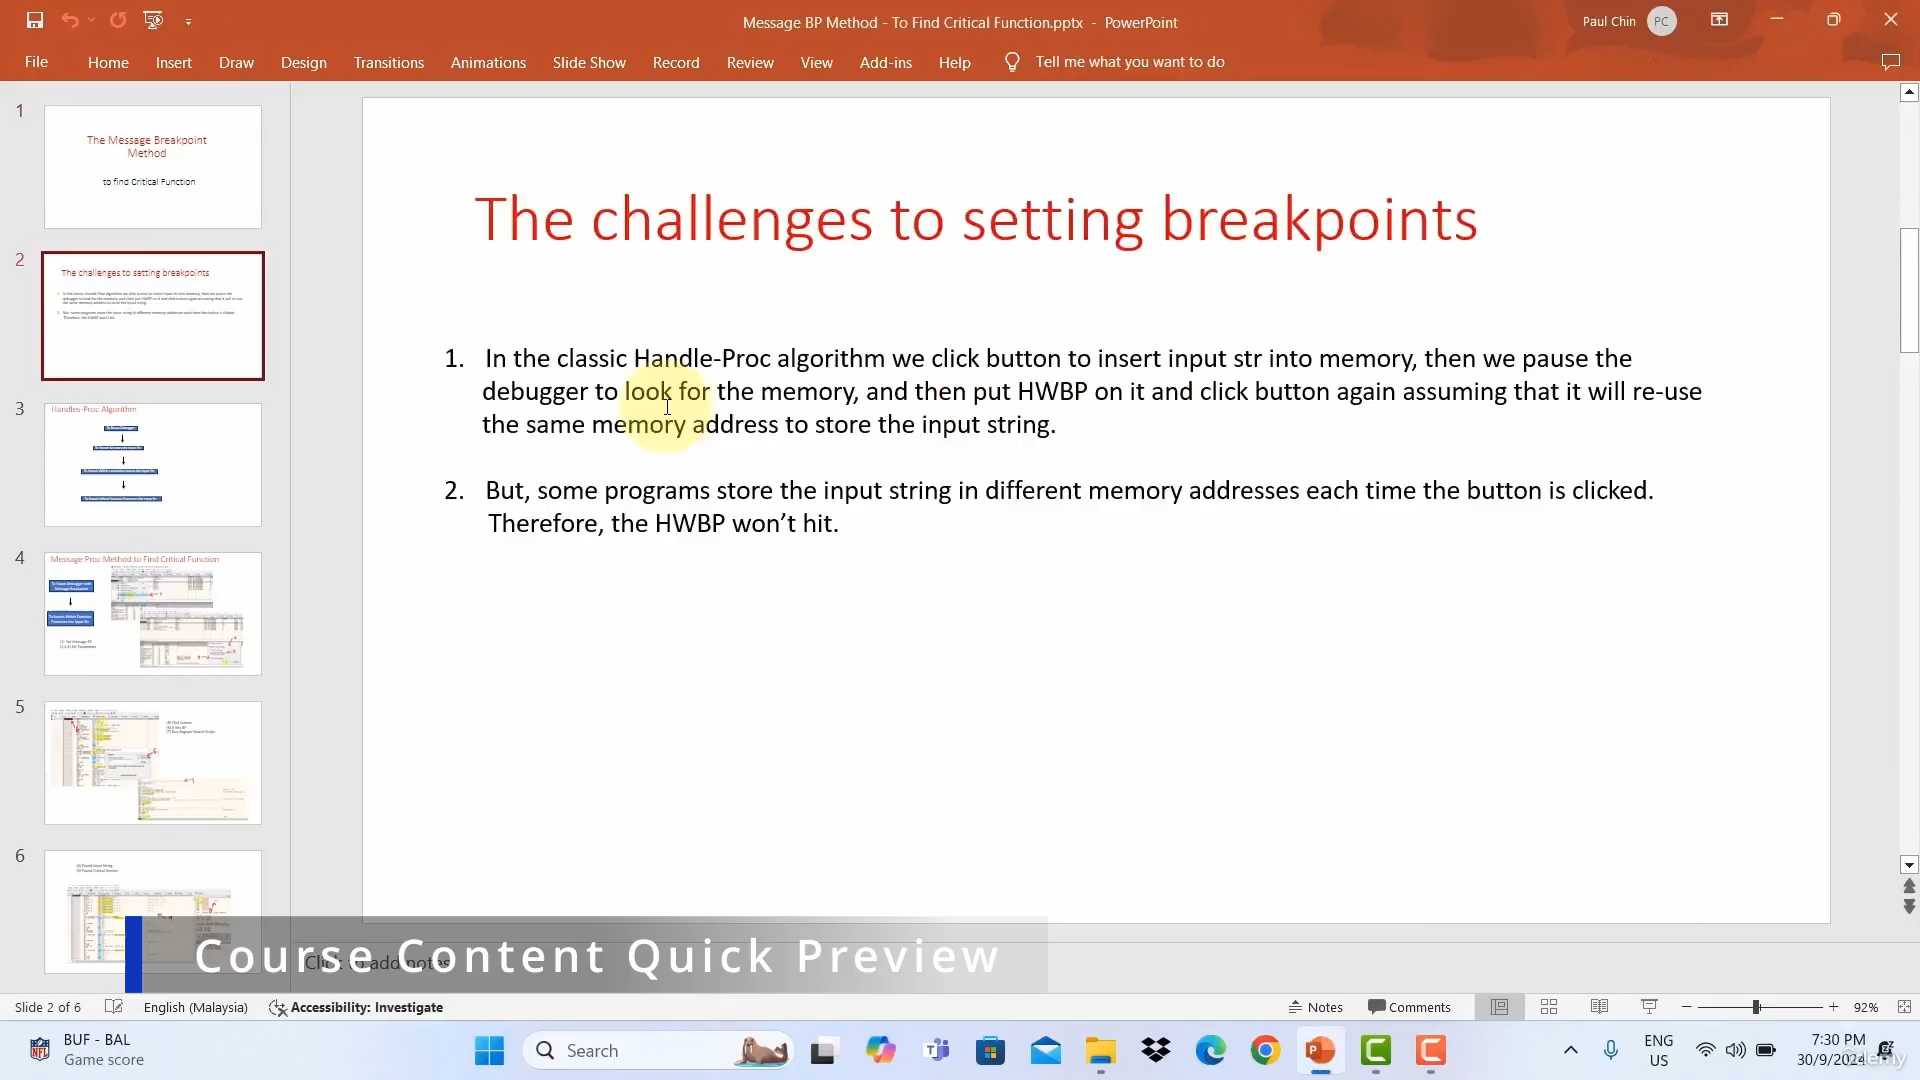 Message BP Method - To Find Critical Function.pptx - PowerPoint
Paul Chin
PC
File Home Insert Draw Design Transitions Animations Slide Show Record Review View Add-ins Help Tell me what you want to do
1
The Message Breakpoint
Method
to find Critical Function
2
The challenges to setting breakpoints
3
Handles-Proc Algorithm
4
Message Proc Method to Find Critical Function
5
6
The challenges to setting breakpoints
1. In the classic Handle-Proc algorithm we click button to insert input str into memory, then we pause the
debugger to look for the memory, and then put HWBP on it and click button again assuming that it will re-use
the same memory address to store the input string.
2. But, some programs store the input string in different memory addresses each time the button is clicked.
Therefore, the HWBP won't hit.
Click to add notes
Course Content Quick Preview
Slide 2 of 6 English (Malaysia) Accessibility: Investigate Notes Comments 92%
BUF - BAL
Game score
Search
ENG
US
7:30 PM
30/9/2024
Udemy